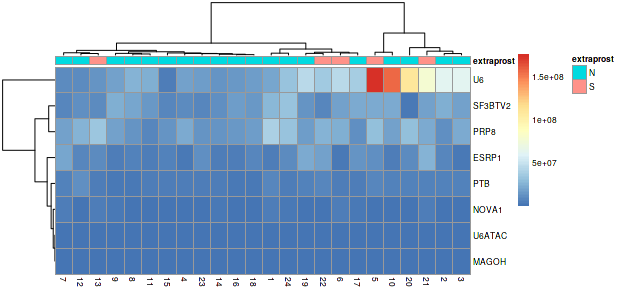 extraprost
extraprost
N
S
U6
SF3BTV2
PRP8
ESRP1
PTB
NOVA1
U6ATAC
MAGOH
1.5e+08
1e+08
5e+07
7 12 13 9 8 11 15 4 23 14 16 18 1 24 19 22 6 17 5 10 20 21 2 3